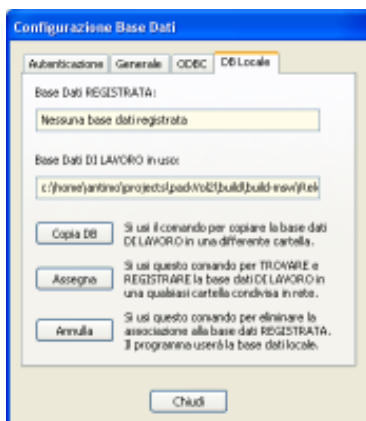 Configurazione Base Dati
Autenticazione Generale ODBC DB Locale
Base Dati REGISTRATA:
Nessuna base dati registrata
Base Dati DI LAVORO in uso:
c:\home\antimo\projects\packVol2\build\build-msw\Rel
Copia DB
Si usi il comando per copiare la base dati
DI LAVORO in una differente cartella.
Assegna
Si usi questo comando per TROVARE e
REGISTRARE la base dati DI LAVORO in
una qualsiasi cartella condivisa in rete.
Annulla
Si usi questo comando per eliminare la
associazione alla base dati REGISTRATA.
Il programma userà la base dati locale.
Chiudi